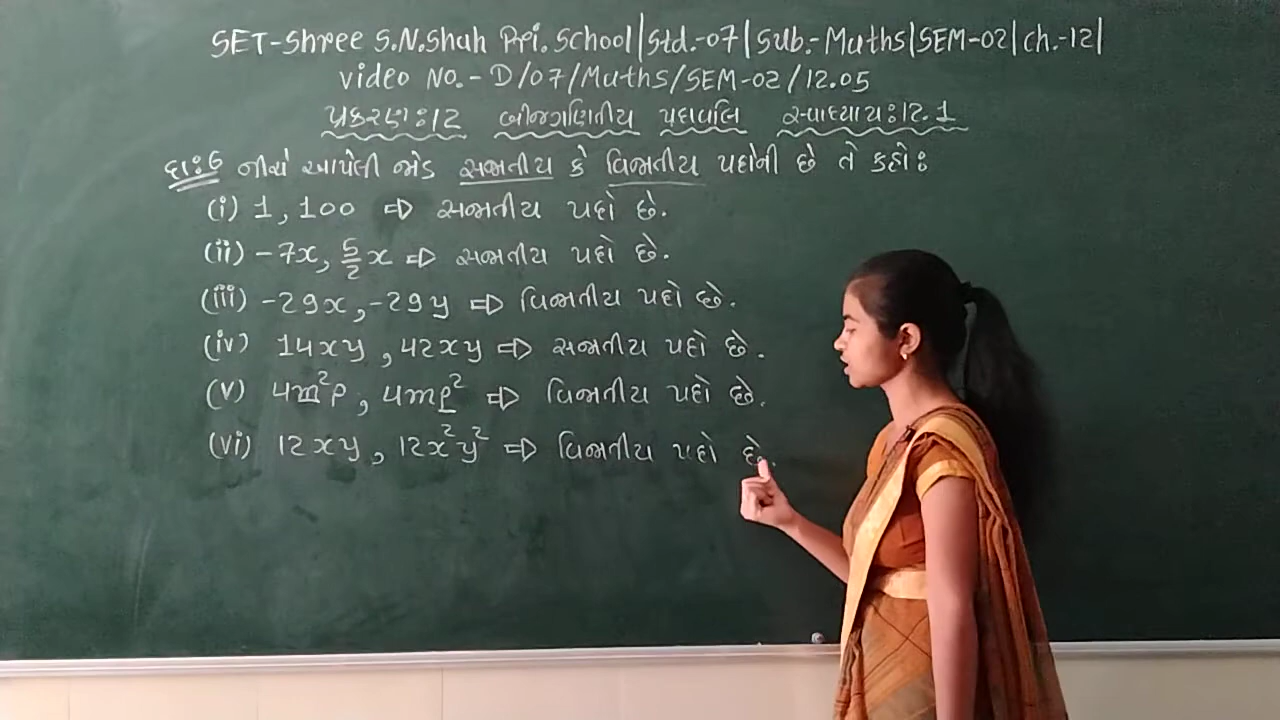 SET-Shree S.N.Shah Pri.School|Std.-07|Sub.-Maths|SEM-02|ch.-12|
Video No.-D/07/Maths/SEM-02/12.05
પ્રકરણ:12 બીજગણિતીય પદાવલિ સ્વાધ્યાય:12.1
દા:6 નીચે આપેલી જોડ સજાતીય કે વિજાતીય પદોની છે તે કહો:
(i) 1, 100 ⇨ સજાતીય પદો છે.
(ii) -7x, 5/2 x ⇨ સજાતીય પદો છે.
(iii) -29x, -29y ⇨ વિજાતીય પદો છે.
(iv) 14xy, 42xy ⇨ સજાતીય પદો છે.
(v) 4m²p, 4mp² ⇨ વિજાતીય પદો છે.
(vi) 12xy, 12x²y² ⇨ વિજાતીય પદો છે.